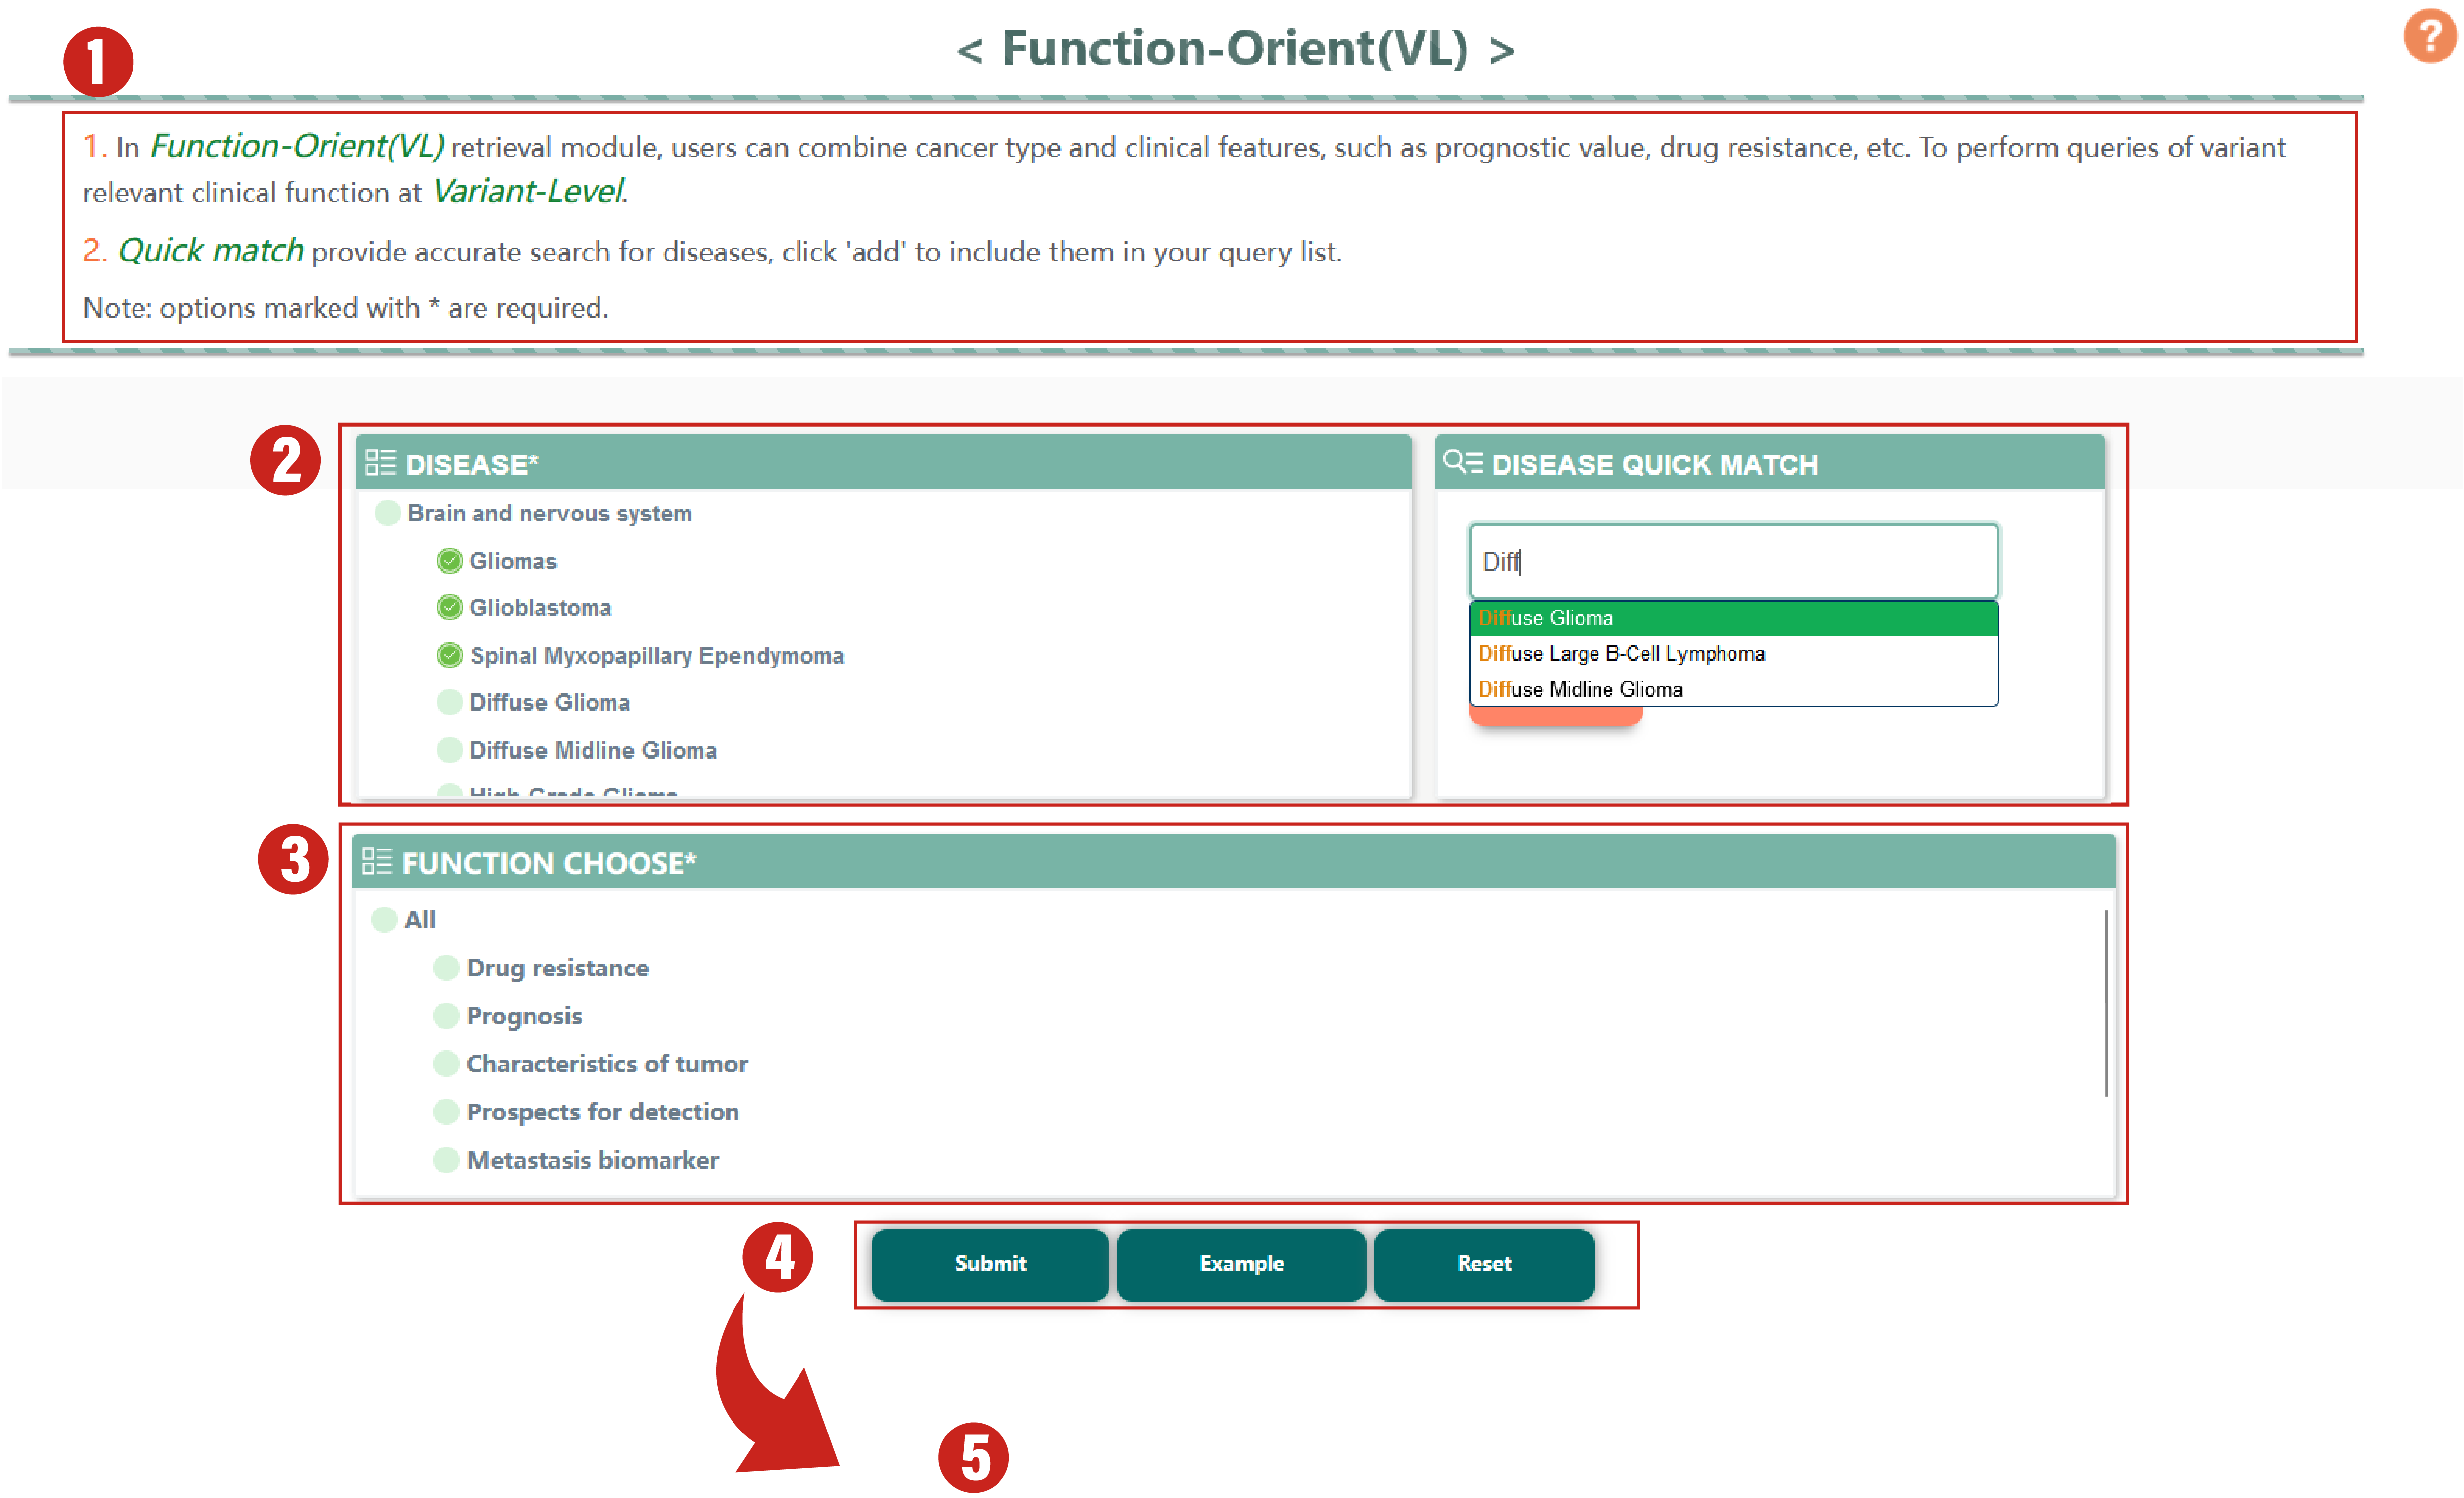 1
< Function-Orient(VL) >
?
1. In Function-Orient(VL) retrieval module, users can combine cancer type and clinical features, such as prognostic value, drug resistance, etc. To perform queries of variant
relevant clinical function at Variant-Level.
2. Quick match provide accurate search for diseases, click 'add' to include them in your query list.
Note: options marked with * are required.
2
DISEASE*
Brain and nervous system
Gliomas
Glioblastoma
Spinal Myxopapillary Ependymoma
Diffuse Glioma
Diffuse Midline Glioma
High Grade Glioma
DISEASE QUICK MATCH
Diff
Diffuse Glioma
Diffuse Large B-Cell Lymphoma
Diffuse Midline Glioma
3
FUNCTION CHOOSE*
All
Drug resistance
Prognosis
Characteristics of tumor
Prospects for detection
Metastasis biomarker
4
Submit
Example
Reset
5